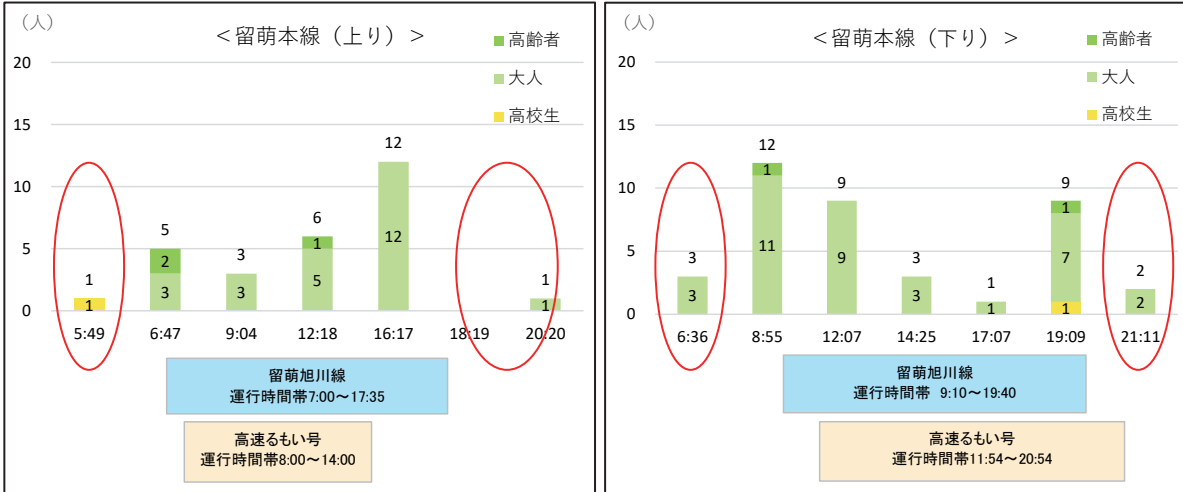 (人)
＜留萌本線（上り）＞
高齢者
大人
高校生
20
15
10
5
0
1
1
5
2
3
3
3
6
1
5
12
12
1
1
5:49 6:47 9:04 12:18 16:17 18:19 20:20
留萌旭川線
運行時間帯7:00～17:35
高速るもい号
運行時間帯8:00～14:00
(人)
＜留萌本線（下り）＞
高齢者
大人
高校生
20
15
10
5
0
3
3
12
1
11
9
9
3
3
1
1
9
1
7
1
2
2
6:36 8:55 12:07 14:25 17:07 19:09 21:11
留萌旭川線
運行時間帯 9:10～19:40
高速るもい号
運行時間帯11:54～20:54